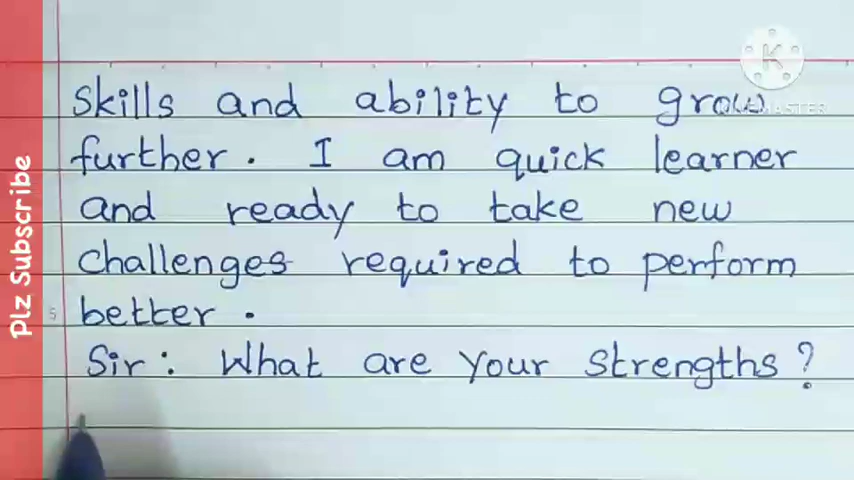 Skills and ability to grow
further. I am quick learner
and ready to take new
challenges required to perform
better.
Sir: What are your strengths?
Plz Subscribe
K